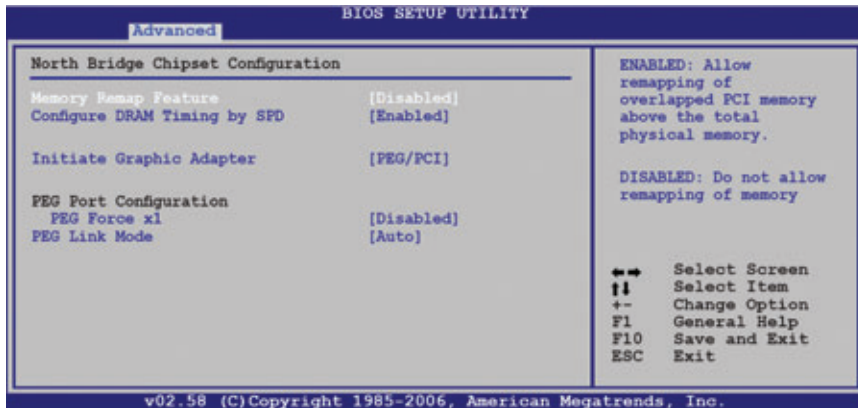 BIOS SETUP UTILITY
Advanced
North Bridge Chipset Configuration
Memory Remap Feature [Disabled]
Configure DRAM Timing by SPD [Enabled]
Initiate Graphic Adapter [PEG/PCI]
PEG Port Configuration
PEG Force x1 [Disabled]
PEG Link Mode [Auto]
ENABLED: Allow
remapping of
overlapped PCI memory
above the total
physical memory.
DISABLED: Do not allow
remapping of memory
←→ Select Screen
↑↓ Select Item
+- Change Option
F1 General Help
F10 Save and Exit
ESC Exit
v02.58 (C)Copyright 1985-2006, American Megatrends, Inc.